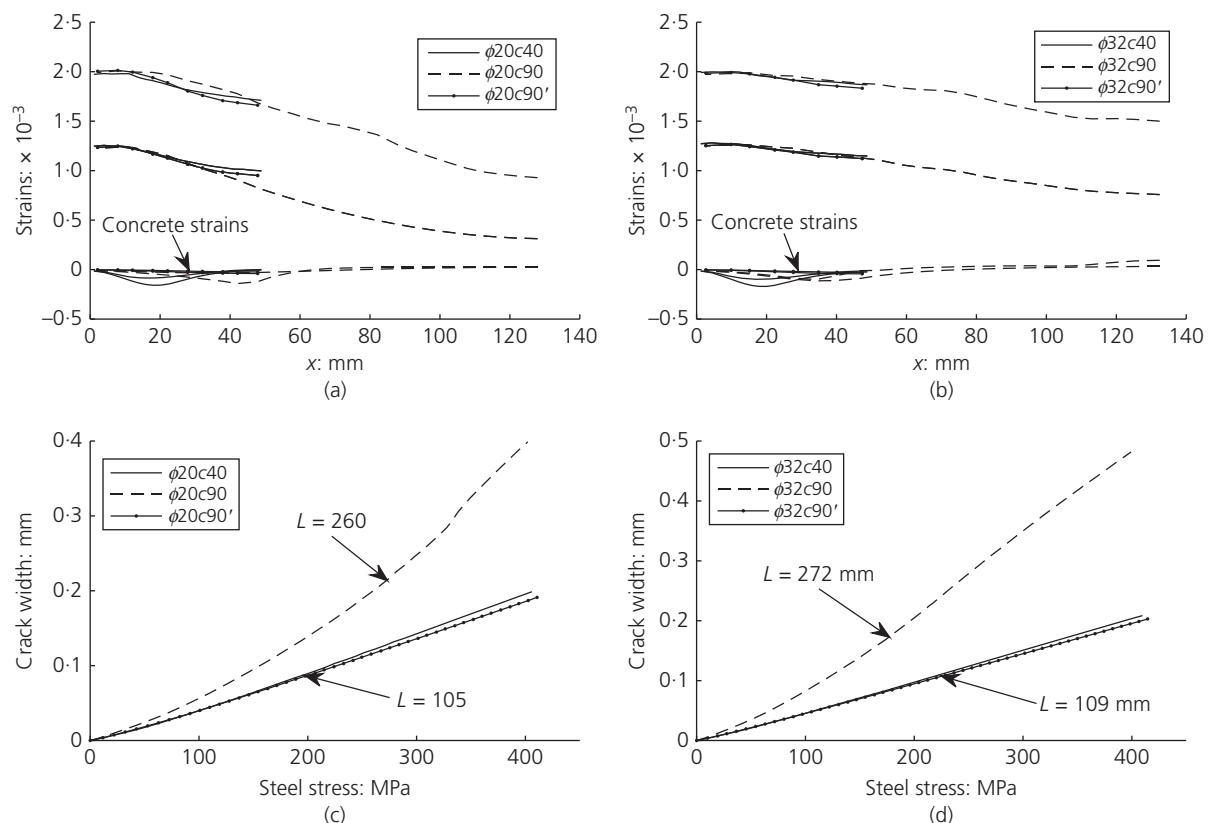 2·5
2·0
1·5
1·0
0·5
0
–0·5
Strains: × 10⁻³
ϕ20c40
ϕ20c90
ϕ20c90′
Concrete strains
0 20 40 60 80 100 120 140
x: mm
(a)
2·5
2·0
1·5
1·0
0·5
0
–0·5
Strains: × 10⁻³
ϕ32c40
ϕ32c90
ϕ32c90′
Concrete strains
0 20 40 60 80 100 120 140
x: mm
(b)
0·4
0·3
0·2
0·1
0
Crack width: mm
ϕ20c40
ϕ20c90
ϕ20c90′
L = 260
L = 105
0 100 200 300 400
Steel stress: MPa
(c)
0·5
0·4
0·3
0·2
0·1
0
Crack width: mm
ϕ32c40
ϕ32c90
ϕ32c90′
L = 272 mm
L = 109 mm
0 100 200 300 400
Steel stress: MPa
(d)